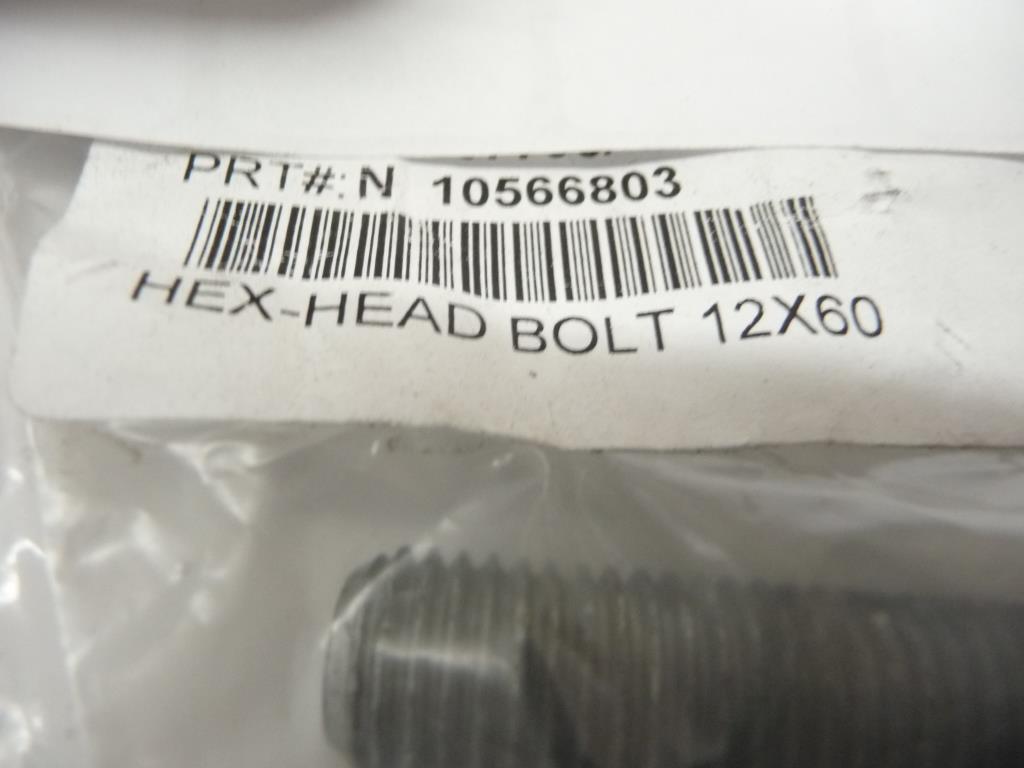 PRT#: N 10566803
HEX-HEAD BOLT 12X60